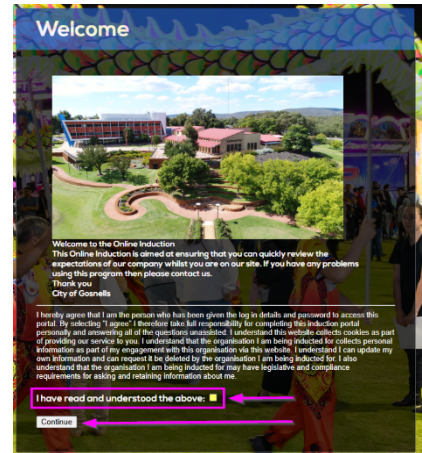 Welcome
Welcome to the Online Induction
This Online Induction is aimed at ensuring that you can quickly review the
expectations of our company whilst you are on our site. If you have any problems
using this program then please contact us.
Thank you
City of Gosnells
I hereby agree that I am the person who has been given the log in details and password to access this
portal. By selecting "I agree" I therefore take full responsibility for completing this induction portal
personally and answering all of the questions unassisted. I understand this website collects cookies as part
of providing our service to you. I understand that the organisation I am being inducted for collects personal
information as part of my engagement with this organisation via this website. I understand I can update my
own information and can request it be deleted by the organisation I am being inducted for. I also
understand that the organisation I am being inducted for may have legislative and compliance
requirements for asking and retaining information about me.
I have read and understood the above:
Continue